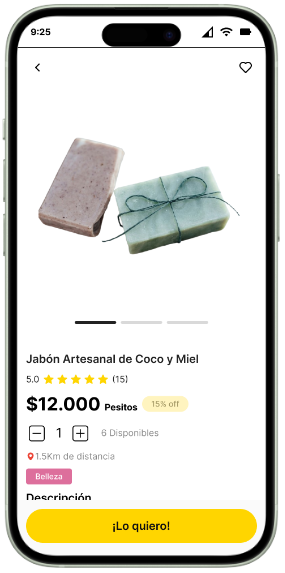 9:25
Jabón Artesanal de Coco y Miel
5.0 (15)
$12.000 Pesitos 15% off
1 6 Disponibles
1.5Km de distancia
Belleza
Descripción
¡Lo quiero!